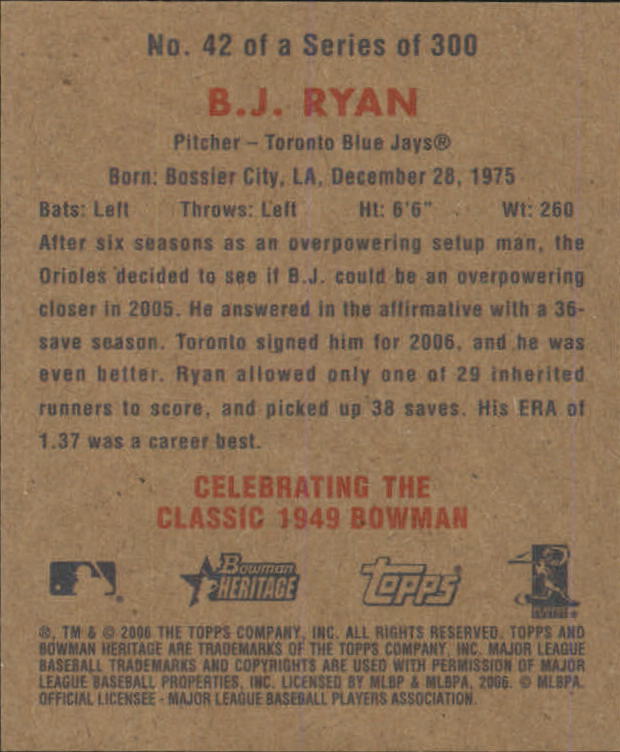 No. 42 of a Series of 300
B.J. RYAN
Pitcher – Toronto Blue Jays®
Born: Bossier City, LA, December 28, 1975
Bats: Left Throws: Left Ht: 6'6" Wt: 260
After six seasons as an overpowering setup man, the
Orioles decided to see if B.J. could be an overpowering
closer in 2005. He answered in the affirmative with a 36-
save season. Toronto signed him for 2006, and he was
even better. Ryan allowed only one of 29 inherited
runners to score, and picked up 38 saves. His ERA of
1.37 was a career best.
CELEBRATING THE
CLASSIC 1949 BOWMAN
Bowman
HERITAGE
Topps
®, TM & © 2006 THE TOPPS COMPANY, INC. ALL RIGHTS RESERVED. TOPPS AND
BOWMAN HERITAGE ARE TRADEMARKS OF THE TOPPS COMPANY, INC. MAJOR LEAGUE
BASEBALL TRADEMARKS AND COPYRIGHTS ARE USED WITH PERMISSION OF MAJOR
LEAGUE BASEBALL PROPERTIES, INC. LICENSED BY MLBP & MLBPA, 2006. © MLBPA.
OFFICIAL LICENSEE - MAJOR LEAGUE BASEBALL PLAYERS ASSOCIATION.